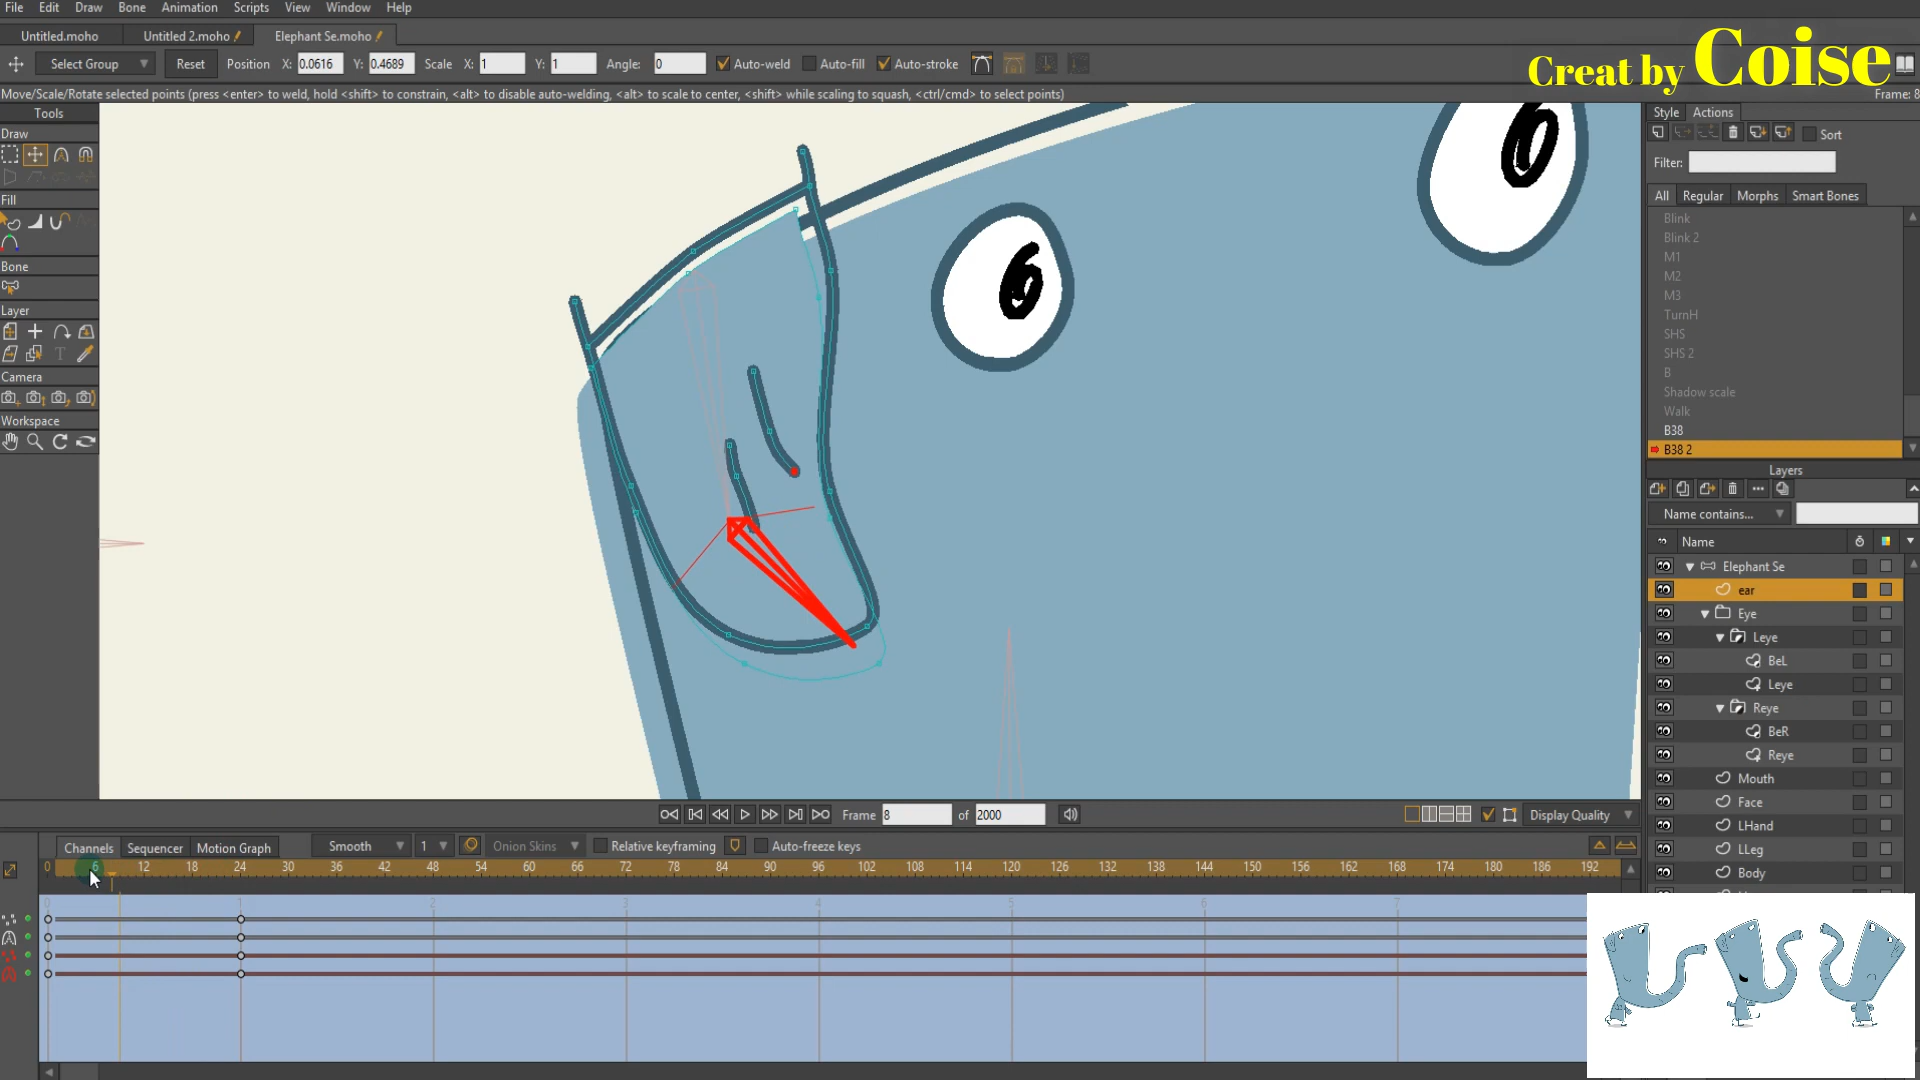 File Edit Draw Bone Animation Scripts View Window Help
Untitled.moho Untitled 2.moho Elephant Se.moho
Creat by Coise
Select Group Reset Position X: 0.0616 Y: 0.4689 Scale X: 1 Y: 1 Angle: 0 Auto-weld Auto-fill Auto-stroke
Move/Scale/Rotate selected points (press <enter> to weld, hold <shift> to constrain, <alt> to disable auto-welding, <alt> to scale to center, <shift> while scaling to squash, <ctrl/cmd> to select points)
Frame: 8
Tools
Draw
Fill
Bone
Layer
Camera
Workspace
Style Actions
Sort
Filter:
All Regular Morphs Smart Bones
Blink
Blink 2
M1
M2
M3
TurnH
SHS
SHS 2
B
Shadow scale
Walk
B38
B38 2
Layers
Name contains...
Name
Elephant Se
ear
Eye
Leye
BeL
Leye
Reye
BeR
Reye
Mouth
Face
LHand
LLeg
Body
Frame 8 of 2000 Display Quality
Channels Sequencer Motion Graph Smooth 1 Onion Skins Relative keyframing Auto-freeze keys
0 6 12 18 24 30 36 42 48 54 60 66 72 78 84 90 96 102 108 114 120 126 132 138 144 150 156 162 168 174 180 186 192
0 1 2 3 4 5 6 7